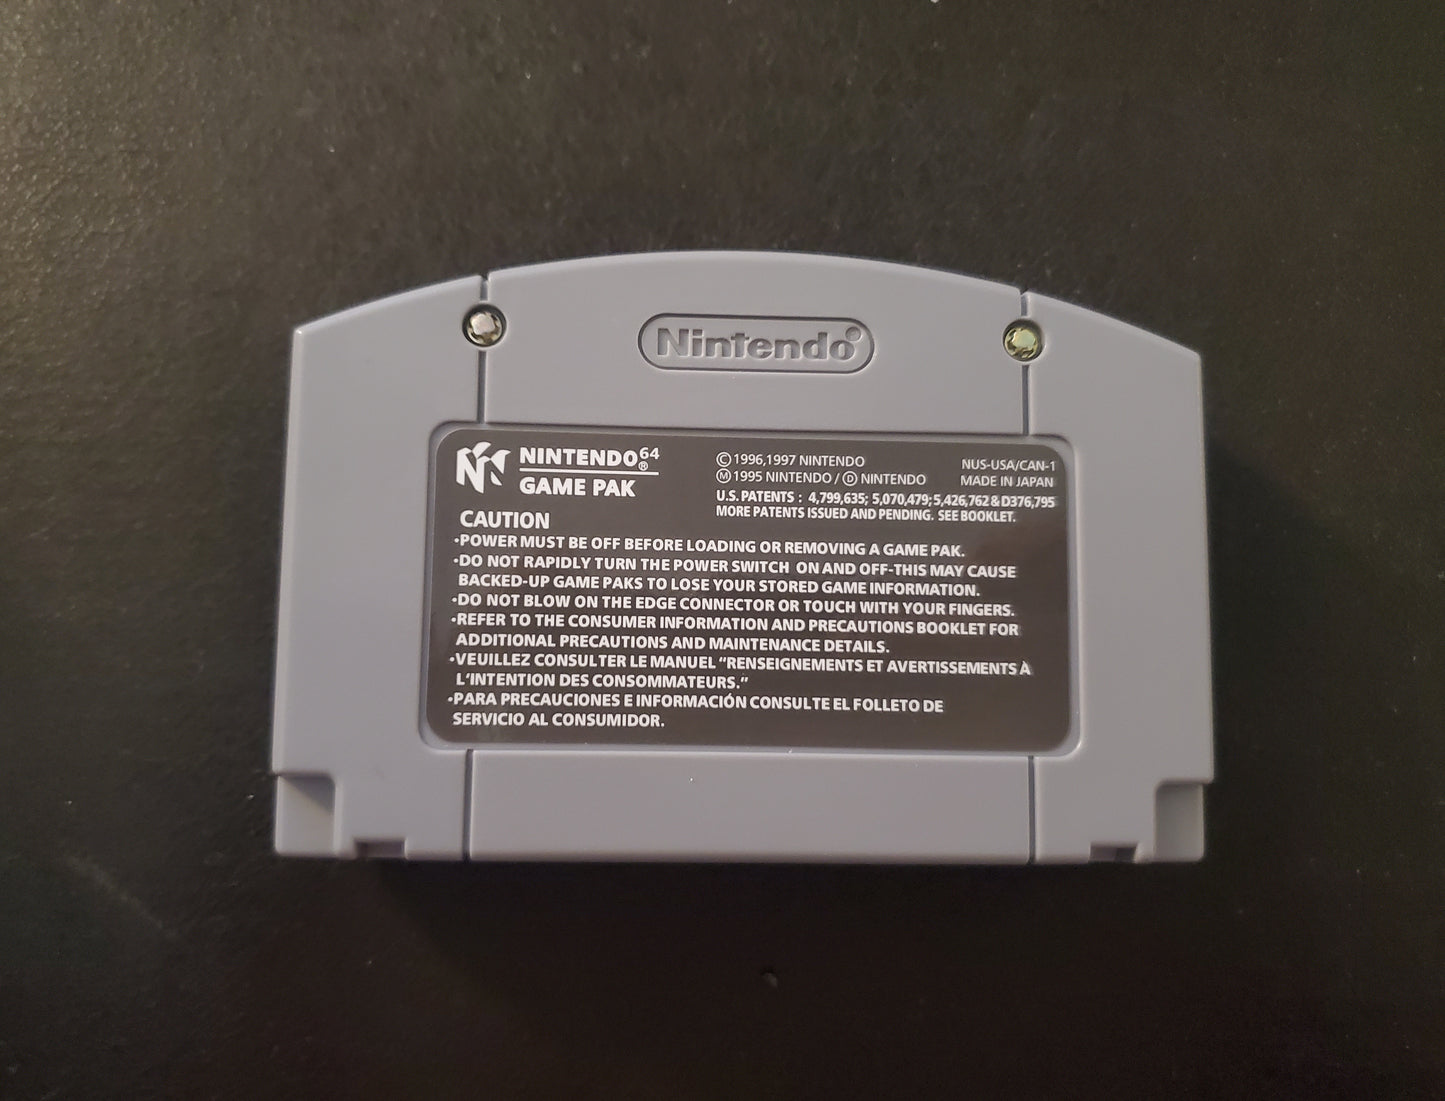 Nintendo®
NINTENDO64®
GAME PAK
©1996,1997 NINTENDO
Ⓜ1995 NINTENDO / Ⓓ NINTENDO
NUS-USA/CAN-1
MADE IN JAPAN
U.S. PATENTS : 4,799,635; 5,070,479; 5,426,762 & D376,795
MORE PATENTS ISSUED AND PENDING. SEE BOOKLET.
CAUTION
•POWER MUST BE OFF BEFORE LOADING OR REMOVING A GAME PAK.
•DO NOT RAPIDLY TURN THE POWER SWITCH ON AND OFF-THIS MAY CAUSE
BACKED-UP GAME PAKS TO LOSE YOUR STORED GAME INFORMATION.
•DO NOT BLOW ON THE EDGE CONNECTOR OR TOUCH WITH YOUR FINGERS.
•REFER TO THE CONSUMER INFORMATION AND PRECAUTIONS BOOKLET FOR
ADDITIONAL PRECAUTIONS AND MAINTENANCE DETAILS.
•VEUILLEZ CONSULTER LE MANUEL "RENSEIGNEMENTS ET AVERTISSEMENTS À
L'INTENTION DES CONSOMMATEURS."
•PARA PRECAUCIONES E INFORMACIÓN CONSULTE EL FOLLETO DE
SERVICIO AL CONSUMIDOR.